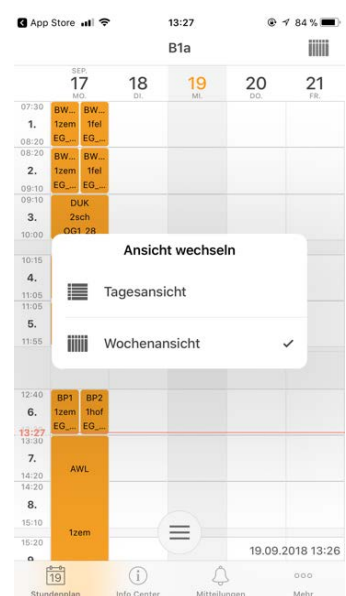 App Store
13:27
84 %
B1a
SEP.
17
18
19
20
21
MO.
DI.
MI.
DO.
FR.
07:30
1.
08:20
BW... BW...
1zem 1fel
EG_... EG_...
08:20
2.
09:10
BW... BW...
1zem 1fel
EG_... EG_...
09:10
3.
10:00
DUK
2sch
OG1_28
Ansicht wechseln
Tagesansicht
Wochenansicht
10:15
4.
11:05
11:05
5.
11:55
12:40
6.
BP1 BP2
1zem 1hof
EG_... EG_...
13:27
13:30
7.
14:20
AWL
14:20
8.
15:10
1zem
15:20
9.
19.09.2018 13:26
19
Stundenplan
Info Center
Mitteilungen
Mehr